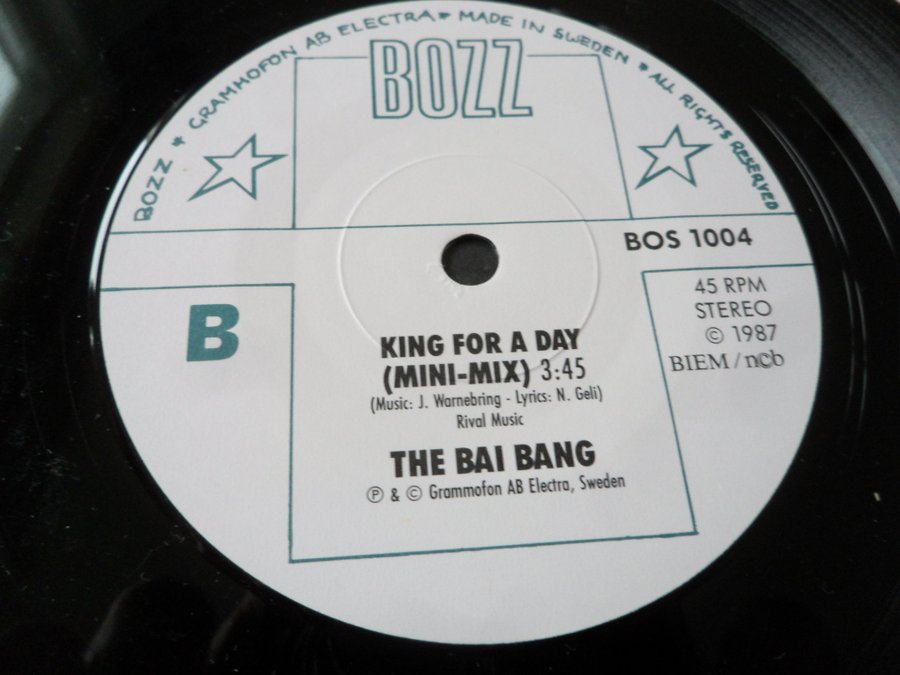 BOZZ * GRAMMOFON AB ELECTRA * MADE IN SWEDEN * ALL RIGHTS RESERVED
BOZZ
BOS 1004
B
45 RPM
STEREO
© 1987
BIEM/ncb
KING FOR A DAY
(MINI-MIX) 3:45
(Music: J. Warnebring - Lyrics: N. Geli)
Rival Music
THE BAI BANG
℗ & © Grammofon AB Electra, Sweden